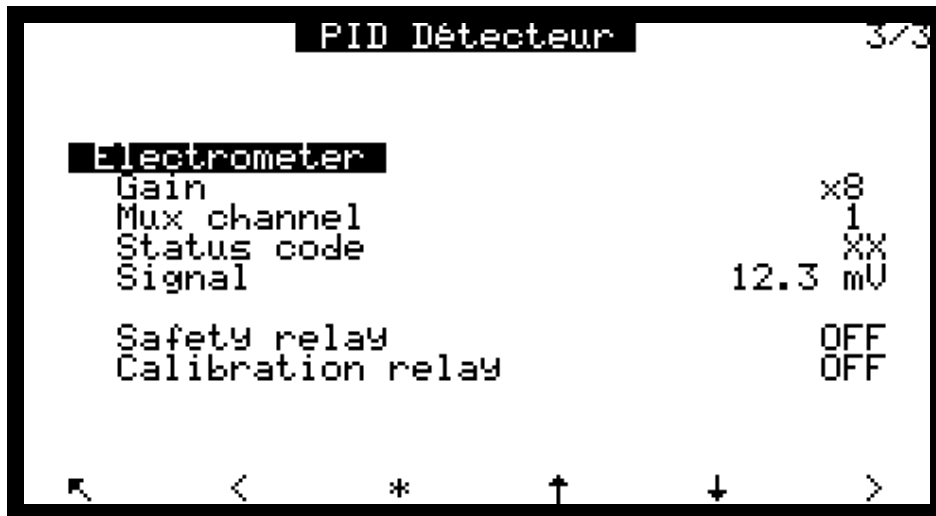 PID Détecteur 3/3
Electrometer
Gain x8
Mux channel 1
Status code XX
Signal 12.3 mV
Safety relay OFF
Calibration relay OFF
↖ < * ↑ ↓ >